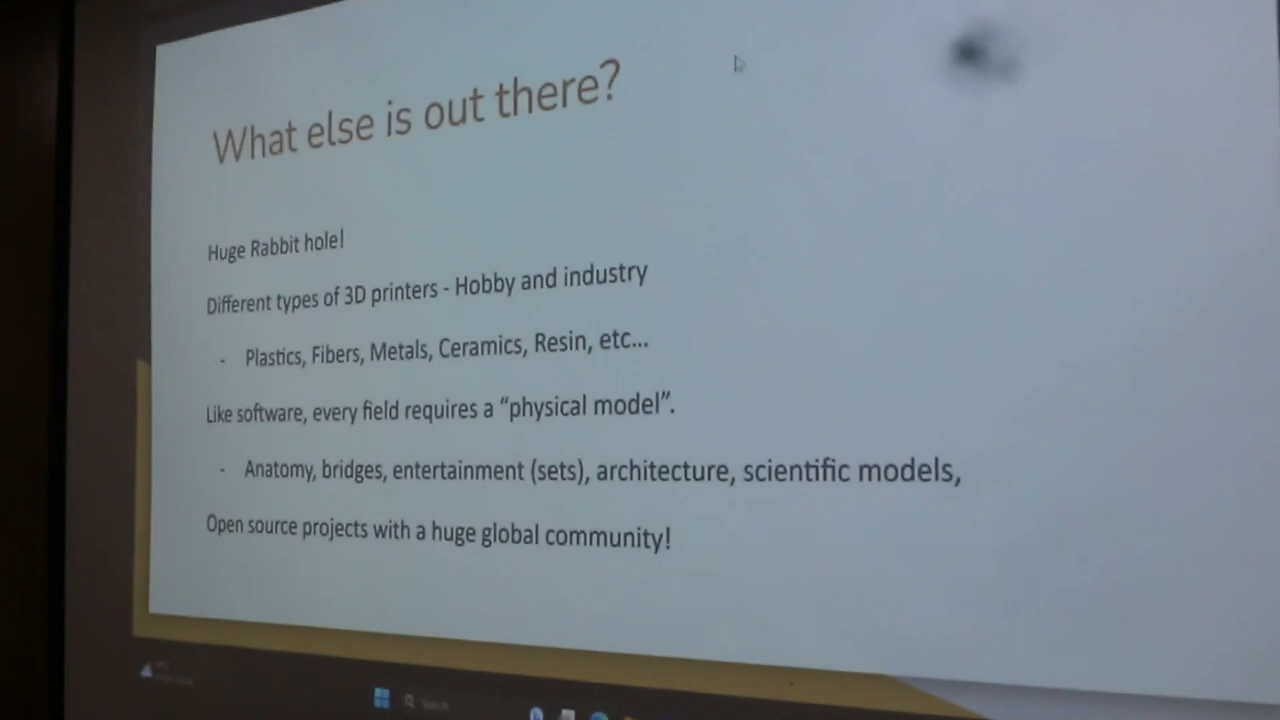 What else is out there?
Huge Rabbit hole!
Different types of 3D printers - Hobby and industry
- Plastics, Fibers, Metals, Ceramics, Resin, etc...
Like software, every field requires a “physical model”.
- Anatomy, bridges, entertainment (sets), architecture, scientific models,
Open source projects with a huge global community!
Search